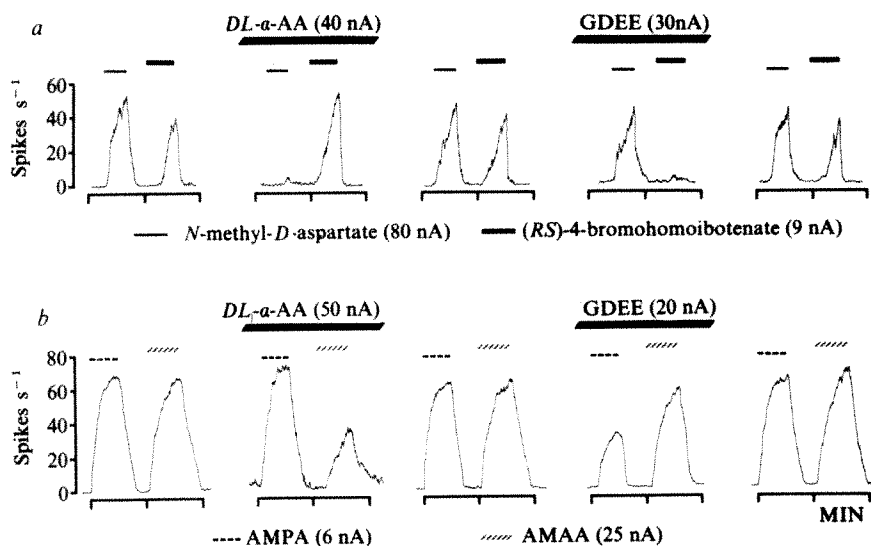 a
DL-α-AA (40 nA)
GDEE (30nA)
Spikes s⁻¹
60
40
20
0
N-methyl-D-aspartate (80 nA)
(RS)-4-bromohomoibotenate (9 nA)
b
DL-α-AA (50 nA)
GDEE (20 nA)
Spikes s⁻¹
80
60
40
20
0
MIN
AMPA (6 nA)
AMAA (25 nA)